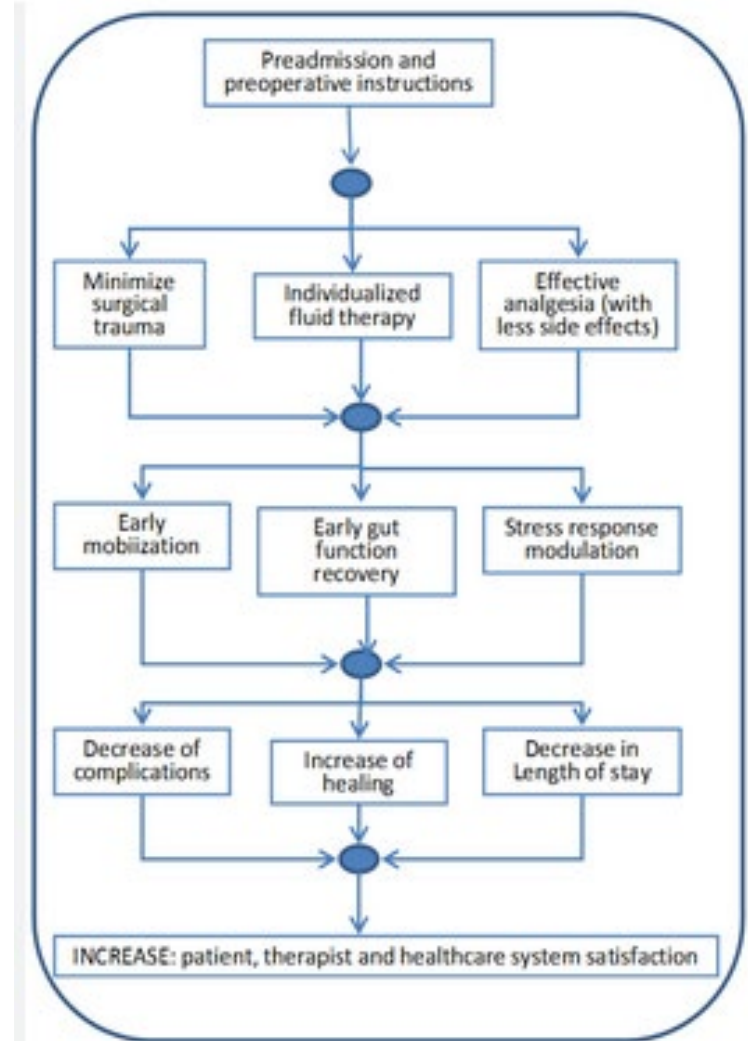 Preadmission and
preoperative instructions
Minimize
surgical
trauma
Individualized
fluid therapy
Effective
analgesia (with
less side effects)
Early
mobiization
Early gut
function
recovery
Stress response
modulation
Decrease of
complications
Increase of
healing
Decrease in
Length of stay
INCREASE: patient, therapist and healthcare system satisfaction